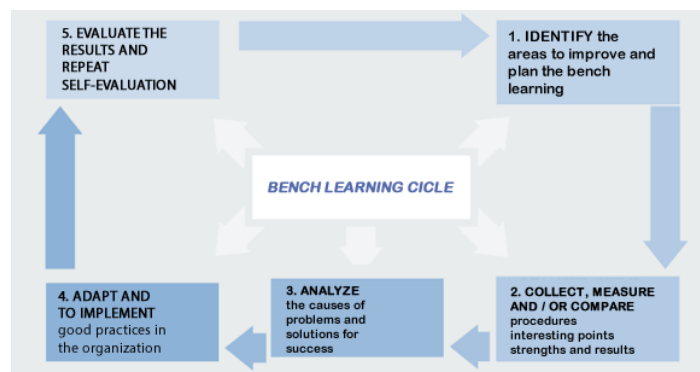 5. EVALUATE THE
RESULTS AND
REPEAT
SELF-EVALUATION
1. IDENTIFY the
areas to improve and
plan the bench
learning
BENCH LEARNING CICLE
4. ADAPT AND
TO IMPLEMENT
good practices in
the organization
3. ANALYZE
the causes of
problems and
solutions for
success
2. COLLECT, MEASURE
AND / OR COMPARE
procedures
interesting points
strengths and results